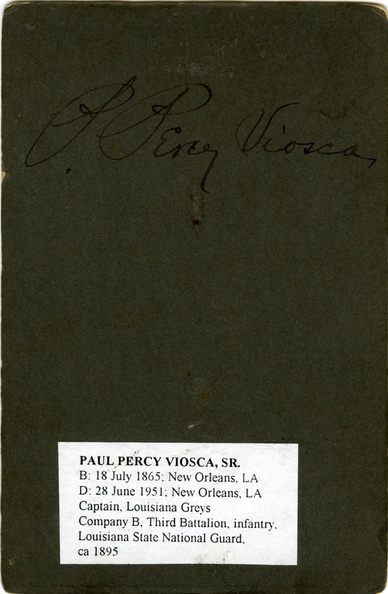 P. Percy Viosca
PAUL PERCY VIOSCA, SR.
B: 18 July 1865; New Orleans, LA
D: 28 June 1951; New Orleans, LA
Captain, Louisiana Greys
Company B, Third Battalion, infantry,
Louisiana State National Guard,
ca 1895